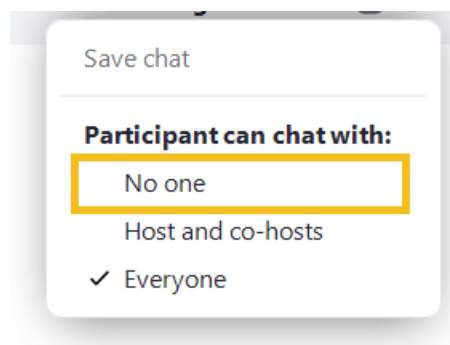 Save chat
Participant can chat with:
No one
Host and co-hosts
Everyone